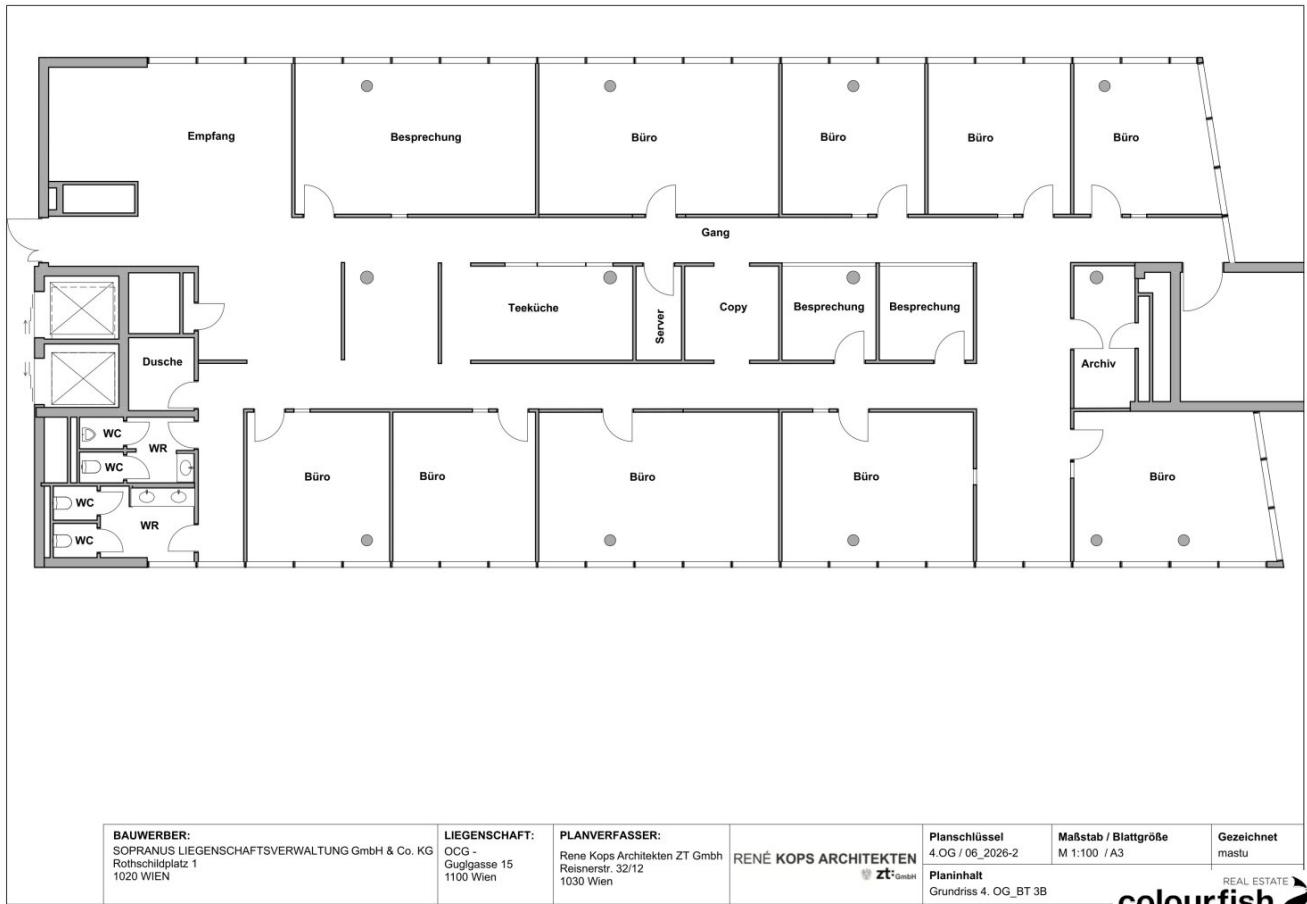 Empfang
Besprechung
Büro
Büro
Büro
Büro
Gang
Teeküche
Server
Copy
Besprechung
Besprechung
Archiv
Dusche
WC
WR
WC
WC
WR
WC
Büro
Büro
Büro
Büro
Büro
BAUWERBER:
SOPRANUS LIEGENSCHAFTSVERWALTUNG GmbH & Co. KG
Rothschildplatz 1
1020 WIEN
LIEGENSCHAFT:
OCG -
Guglgasse 15
1100 Wien
PLANVERFASSER:
Rene Kops Architekten ZT Gmbh
Reisnerstr. 32/12
1030 Wien
RENÉ KOPS ARCHITEKTEN
zt: GmbH
Planschlüssel
4.OG / 06_2026-2
Maßstab / Blattgröße
M 1:100 / A3
Gezeichnet
mastu
Planinhalt
Grundriss 4. OG_BT 3B
REAL ESTATE
colourfish